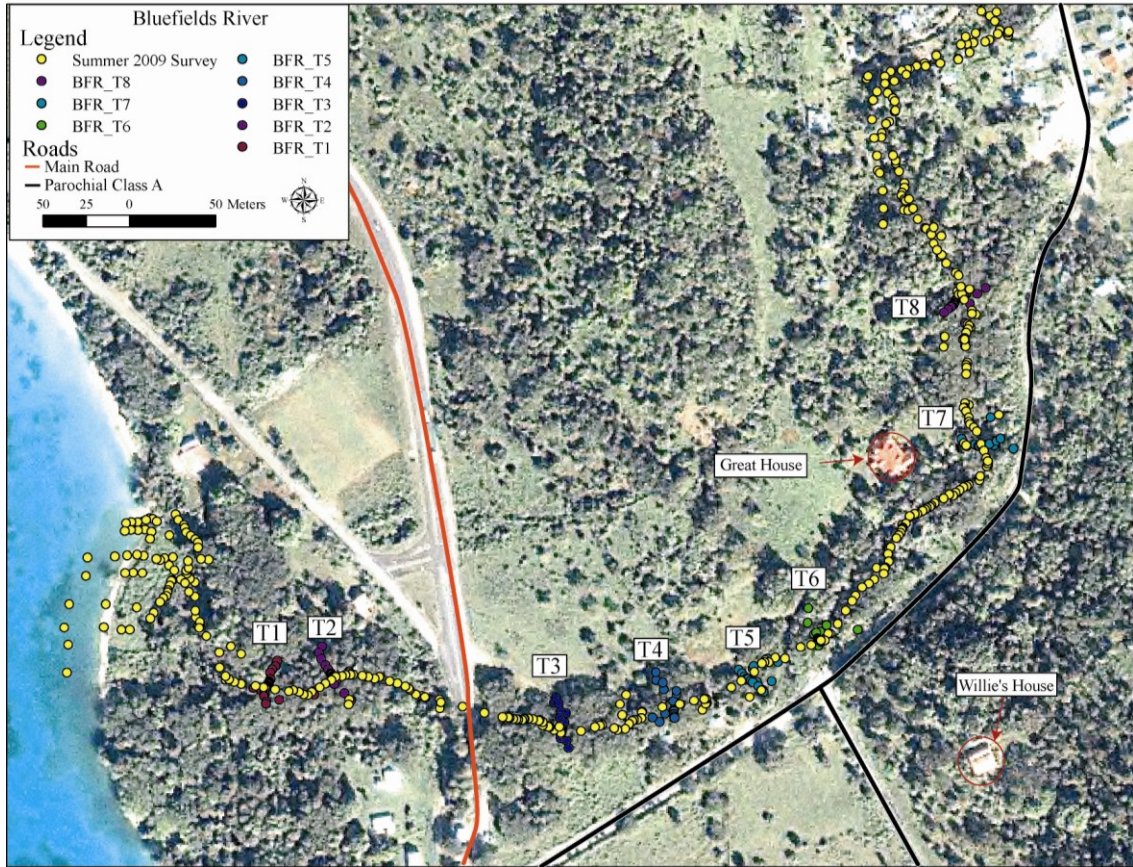 Bluefields River
Legend
Summer 2009 Survey
BFR_T8
BFR_T7
BFR_T6
BFR_T5
BFR_T4
BFR_T3
BFR_T2
BFR_T1
Roads
Main Road
Parochial Class A
50 25 0 50 Meters
N
W E
N
T8
T7
Great House
T6
T5
T4
T3
T2
T1
Willie's House